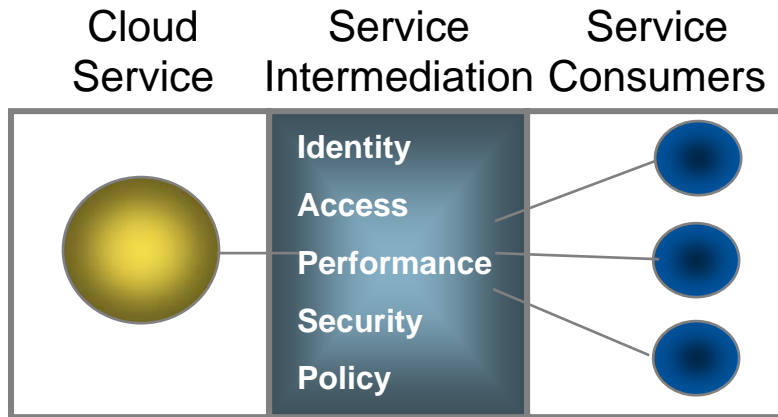 Cloud
Service
Service
Intermediation
Service
Consumers
Identity
Access
Performance
Security
Policy